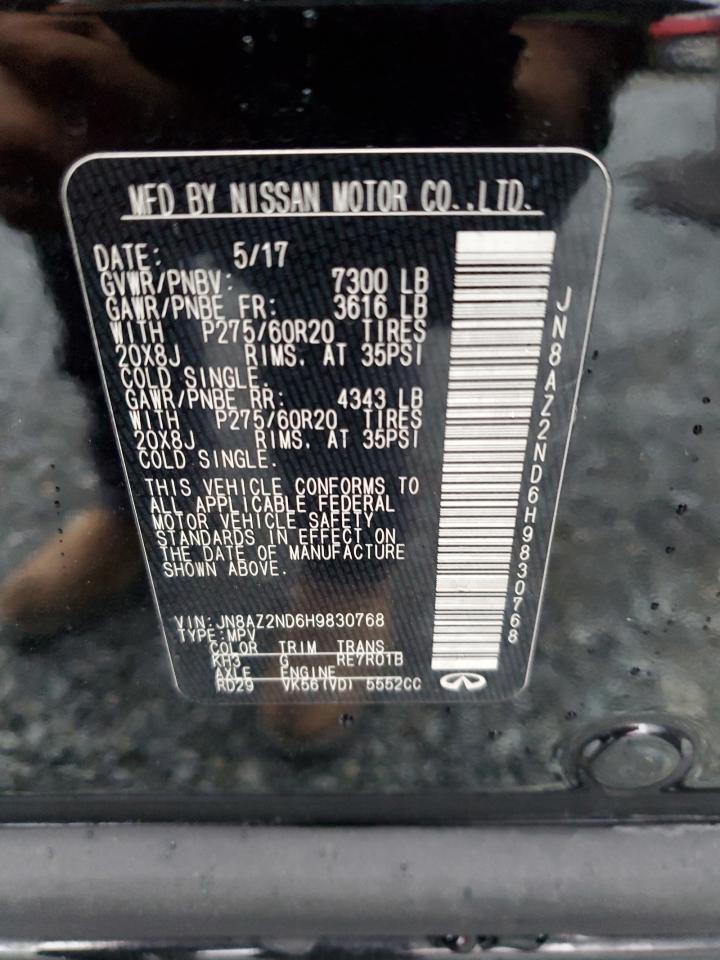 MFD BY NISSAN MOTOR CO.,LTD.
DATE: 5/17
GVWR/PNBV: 7300 LB
GAWR/PNBE FR: 3616 LB
WITH P275/60R20 TIRES
20X8J RIMS. AT 35PSI
COLD SINGLE.
GAWR/PNBE RR: 4343 LB
WITH P275/60R20 TIRES
20X8J RIMS. AT 35PSI
COLD SINGLE.
THIS VEHICLE CONFORMS TO
ALL APPLICABLE FEDERAL
MOTOR VEHICLE SAFETY
STANDARDS IN EFFECT ON
THE DATE OF MANUFACTURE
SHOWN ABOVE.
VIN: JN8AZ2ND6H9830768
TYPE:MPV
COLOR TRIM TRANS
KH3 G RE7R01B
AXLE ENGINE
RD29 VK56(VD) 5552CC
JN8AZ2ND6H9830768